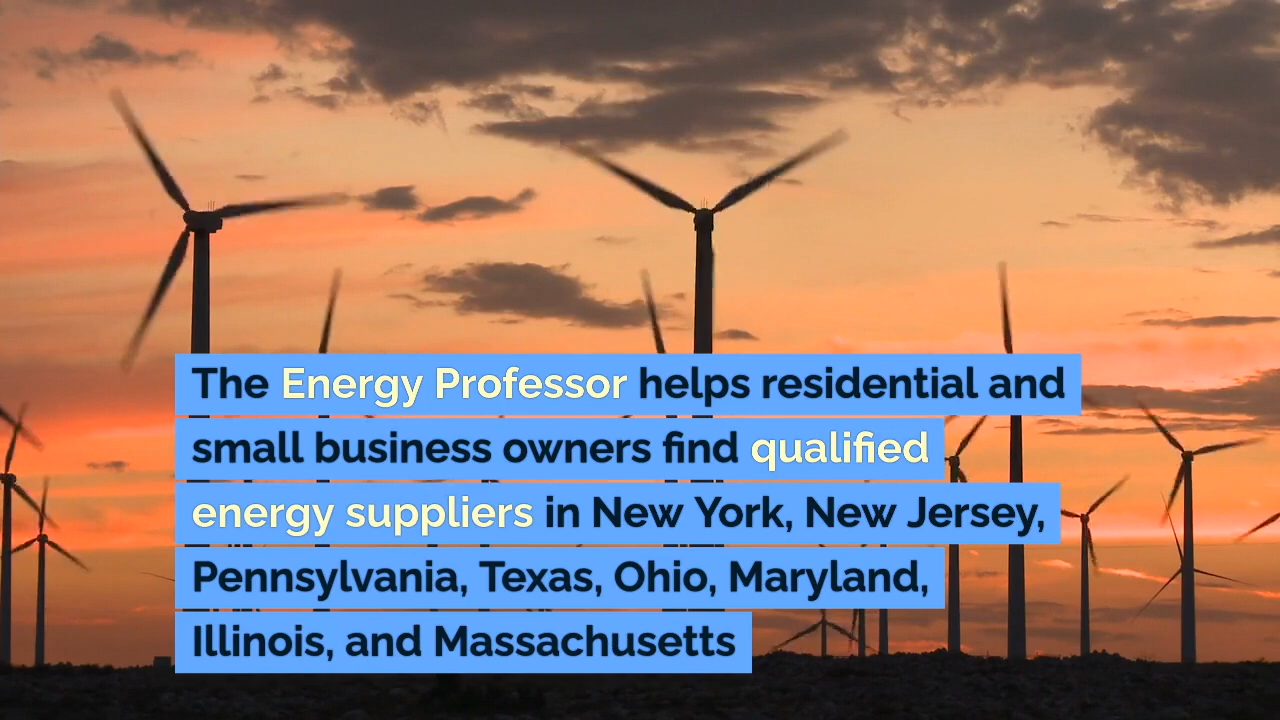 The Energy Professor helps residential and
small business owners find qualified
energy suppliers in New York, New Jersey,
Pennsylvania, Texas, Ohio, Maryland,
Illinois, and Massachusetts